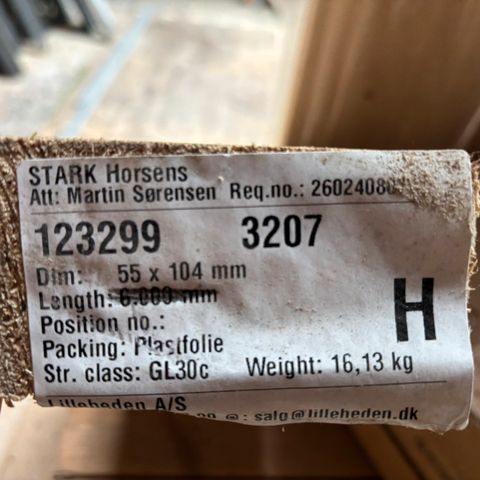 STARK Horsens
Att: Martin Sørensen Req.no.: 26024080
123299 3207
Dim: 55 x 104 mm
Length: 6.000 mm
Position no.:
Packing: Plastfolie
Str. class: GL30c Weight: 16,13 kg
H
Lilleheden A/S
@: salg@lilleheden.dk